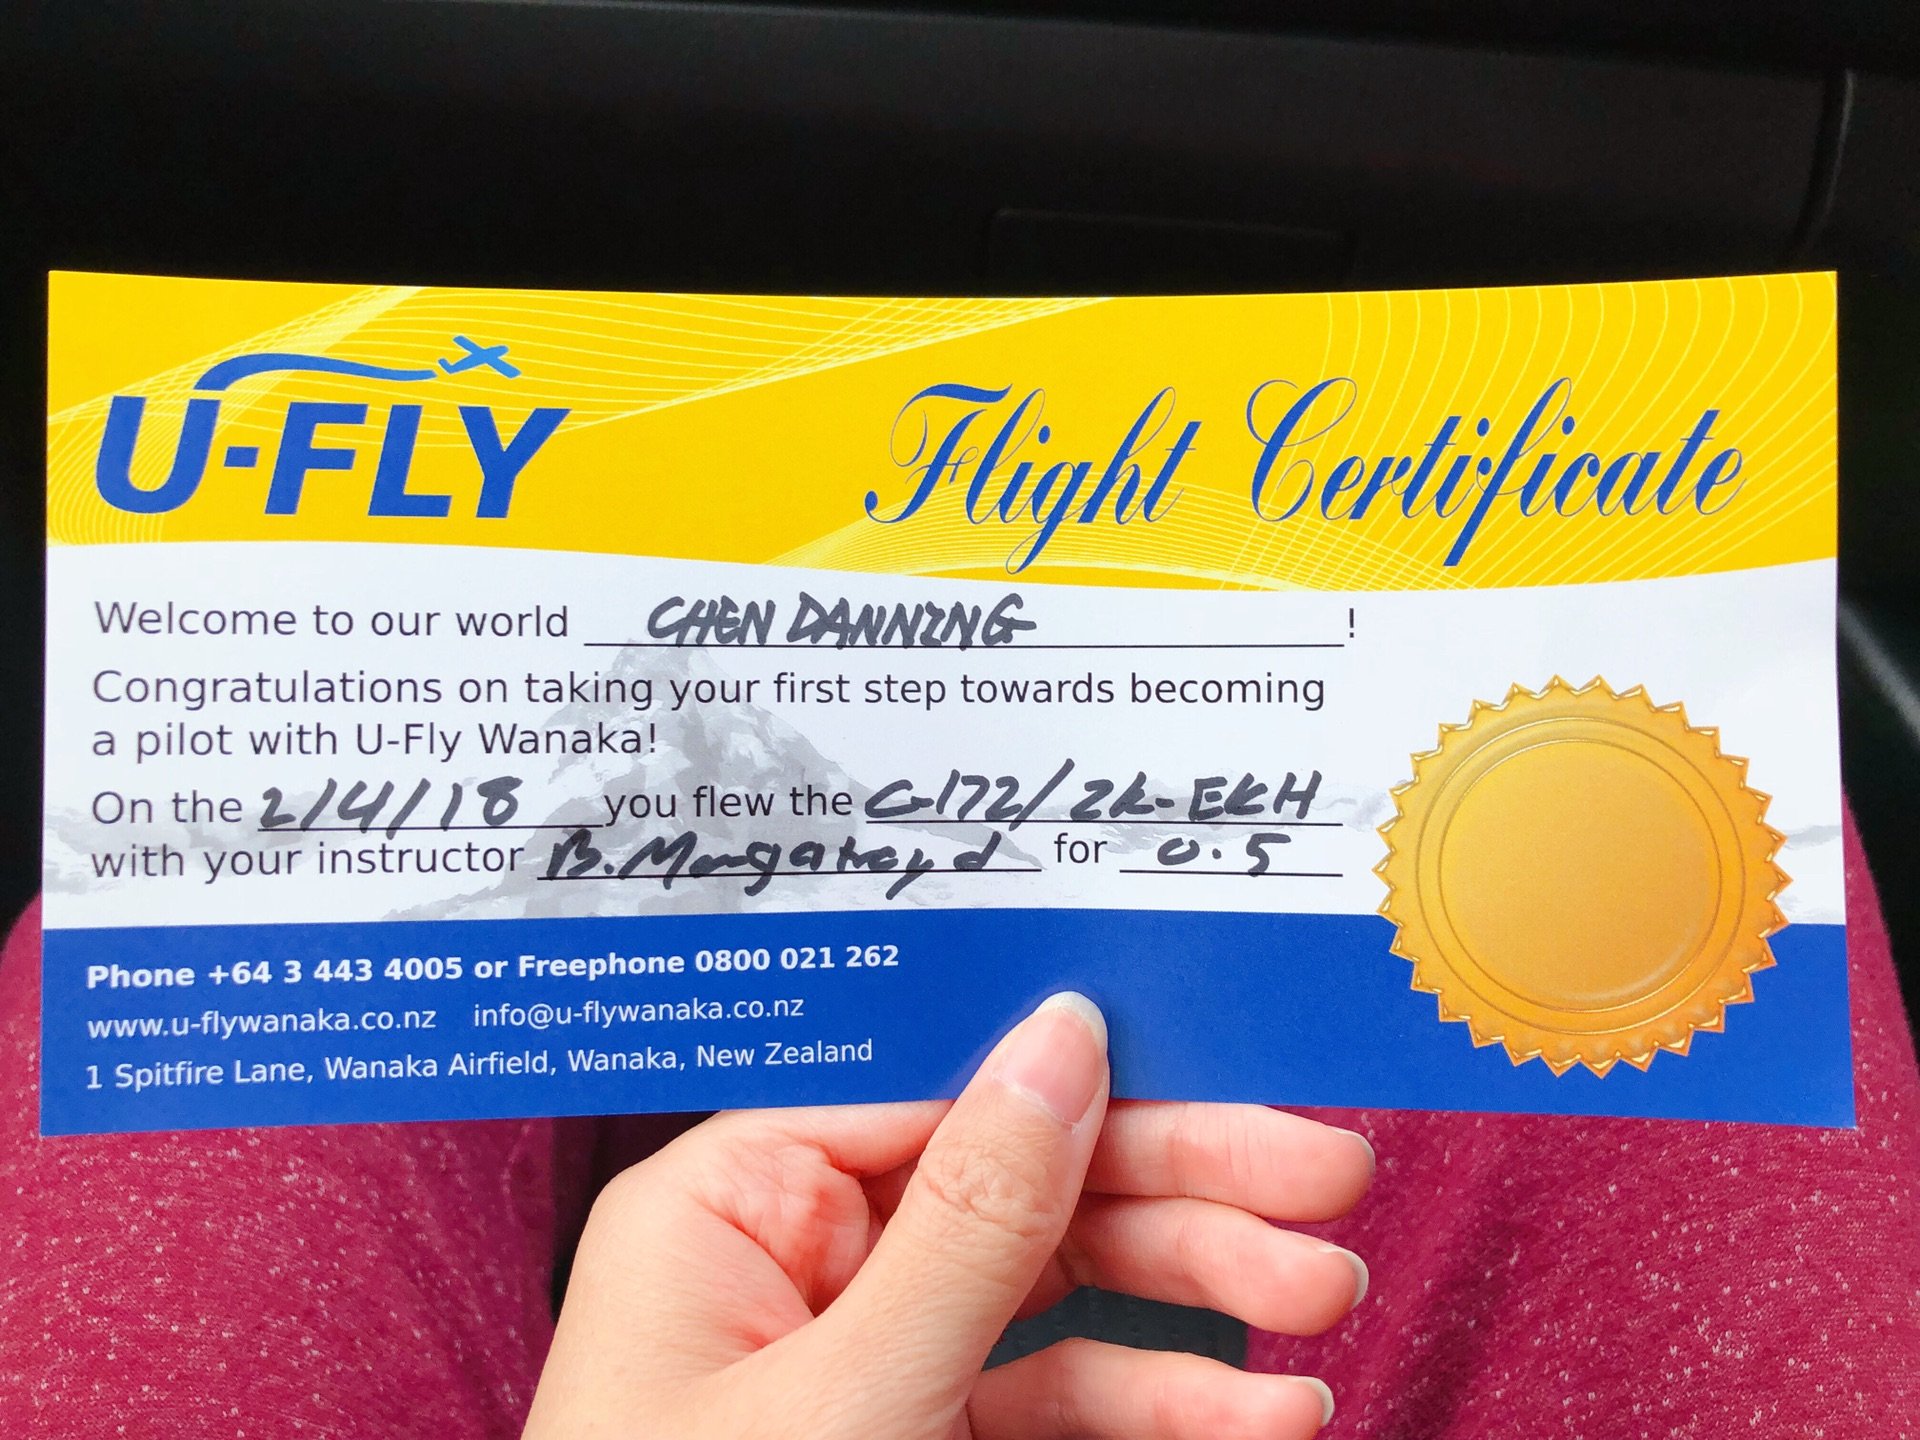 U-FLY
Flight Certificate
Welcome to our world CHEN DANNING !
Congratulations on taking your first step towards becoming
a pilot with U-Fly Wanaka!
On the 2/4/18 you flew the C-172/ZK-EKH
with your instructor B. Murgatroyd for 0.5
Phone +64 3 443 4005 or Freephone 0800 021 262
www.u-flywanaka.co.nz info@u-flywanaka.co.nz
1 Spitfire Lane, Wanaka Airfield, Wanaka, New Zealand